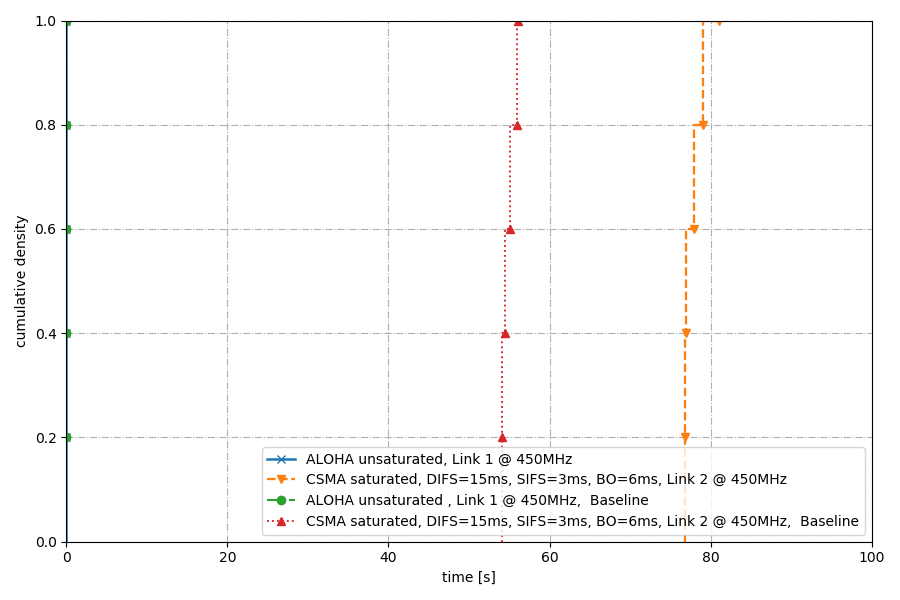 1.0
0.8
0.6
0.4
0.2
0.0
cumulative density
ALOHA unsaturated, Link 1 @ 450MHz
CSMA saturated, DIFS=15ms, SIFS=3ms, BO=6ms, Link 2 @ 450MHz
ALOHA unsaturated , Link 1 @ 450MHz,  Baseline
CSMA saturated, DIFS=15ms, SIFS=3ms, BO=6ms, Link 2 @ 450MHz,  Baseline
0 20 40 60 80 100
time [s]